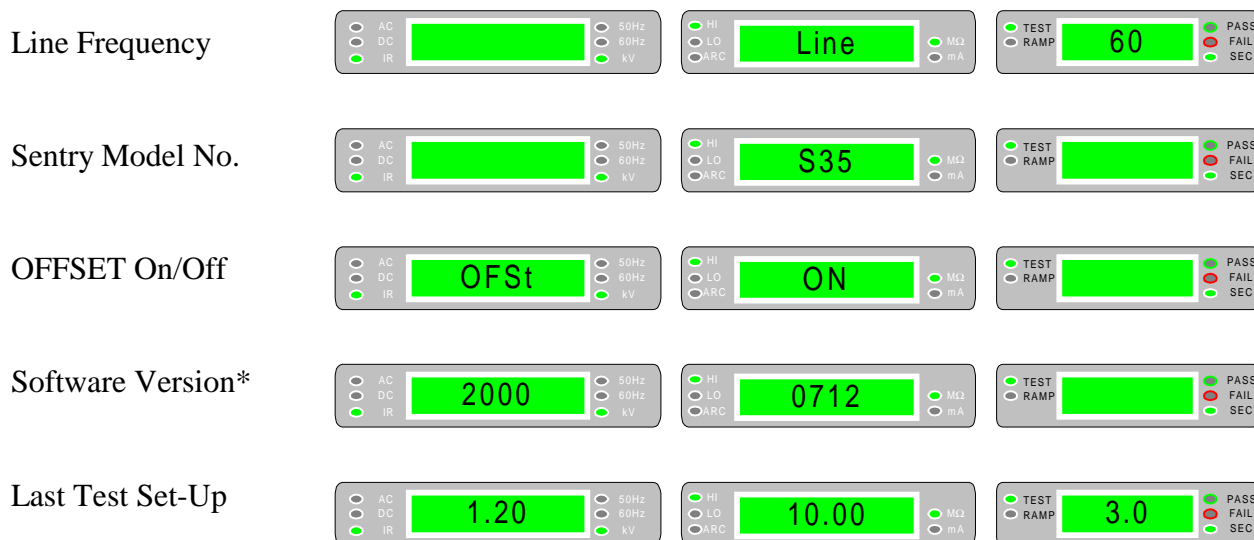 Line Frequency
AC
DC
IR
50Hz
60Hz
kV
HI
LO
ARC
Line
MΩ
mA
TEST
RAMP
60
PASS
FAIL
SEC
Sentry Model No.
AC
DC
IR
50Hz
60Hz
kV
HI
LO
ARC
S35
MΩ
mA
TEST
RAMP
PASS
FAIL
SEC
OFFSET On/Off
AC
DC
IR
OFSt
50Hz
60Hz
kV
HI
LO
ARC
ON
MΩ
mA
TEST
RAMP
PASS
FAIL
SEC
Software Version*
AC
DC
IR
2000
50Hz
60Hz
kV
HI
LO
ARC
0712
MΩ
mA
TEST
RAMP
PASS
FAIL
SEC
Last Test Set-Up
AC
DC
IR
1.20
50Hz
60Hz
kV
HI
LO
ARC
10.00
MΩ
mA
TEST
RAMP
3.0
PASS
FAIL
SEC